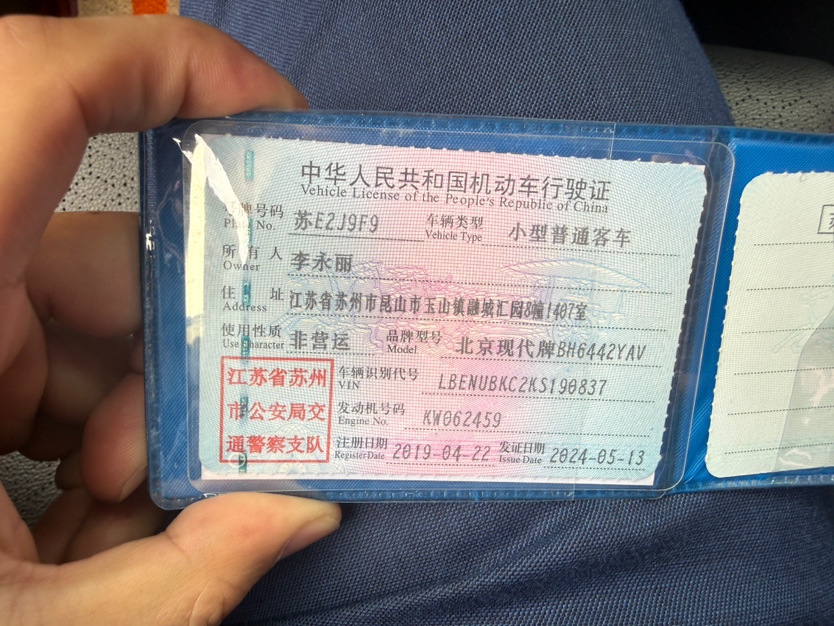 中华人民共和国机动车行驶证
Vehicle License of the People's Republic of China
号牌号码 苏E2J9F9 车辆类型 小型普通客车
Plate No. Vehicle Type
所有人 李永丽
Owner
住址 江苏省苏州市昆山市玉山镇融城汇园8幢1407室
Address
使用性质 非营运 品牌型号 北京现代牌BH6442YAV
Use Character Model
江苏省苏州
市公安局交
通警察支队
车辆识别代号 LBENUBKC2KS190837
VIN
发动机号码 KW062459
Engine No.
注册日期 2019-04-22 发证日期 2024-05-13
Register Date Issue Date